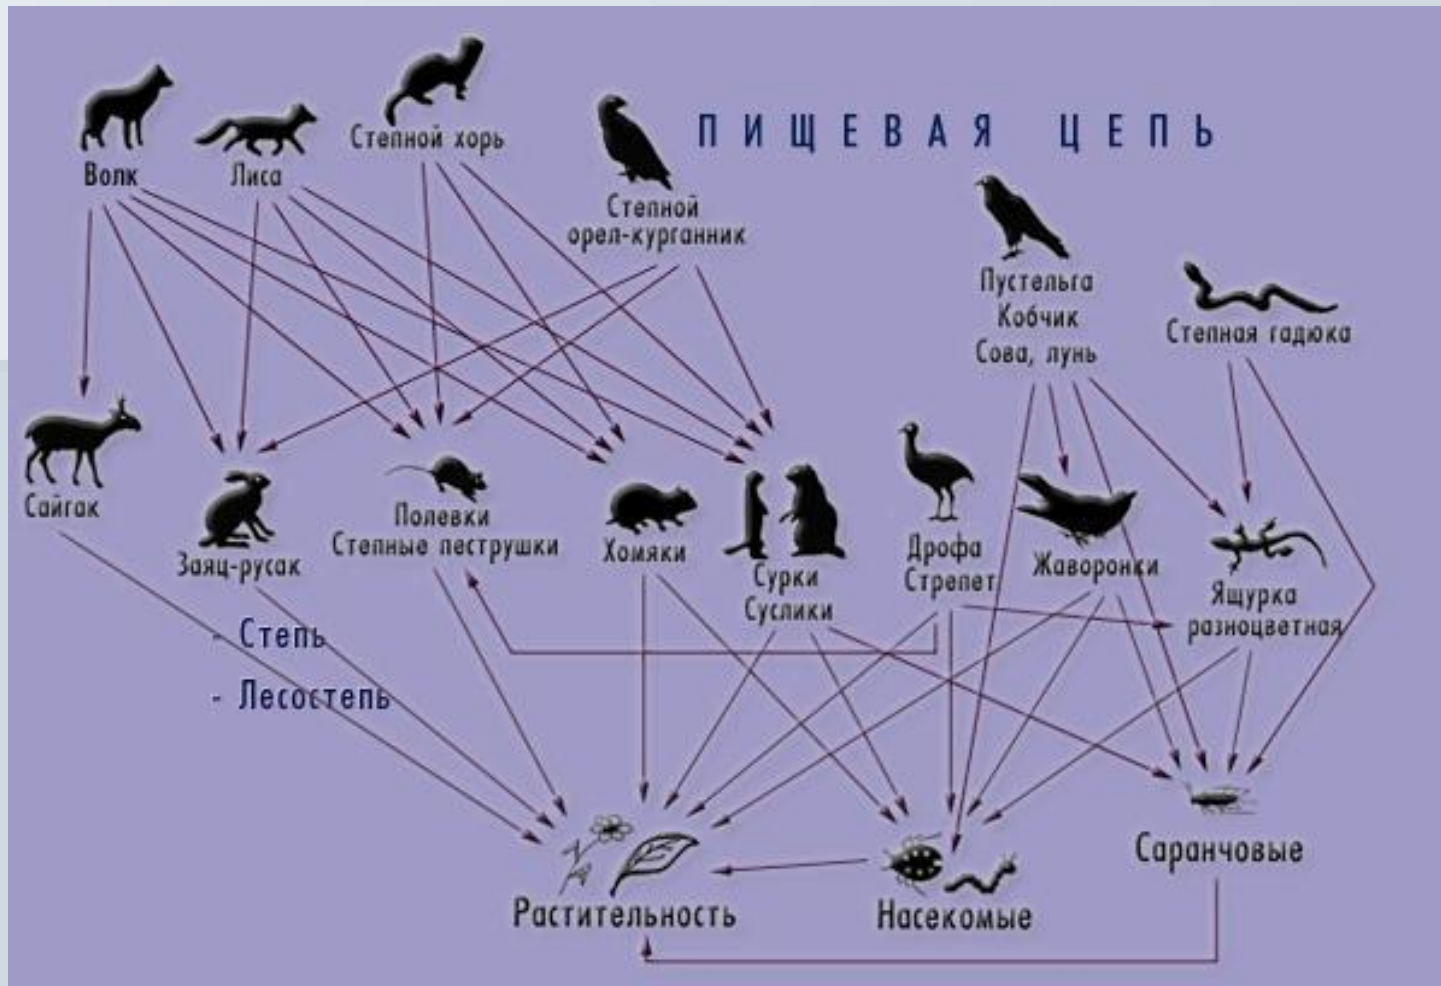 ПИЩЕВАЯ ЦЕПЬ
Волк
Лиса
Степной хорь
Степной
орел-курганник
Пустельга
Кобчик
Сова, лунь
Степная гадюка
Сайгак
Заяц-русак
Полевки
Степные пеструшки
Хомяки
Сурки
Суслики
Дрофа
Стрепет
Жаворонки
Ящурка
разноцветная
- Степь
- Лесостепь
Растительность
Насекомые
Саранчовые